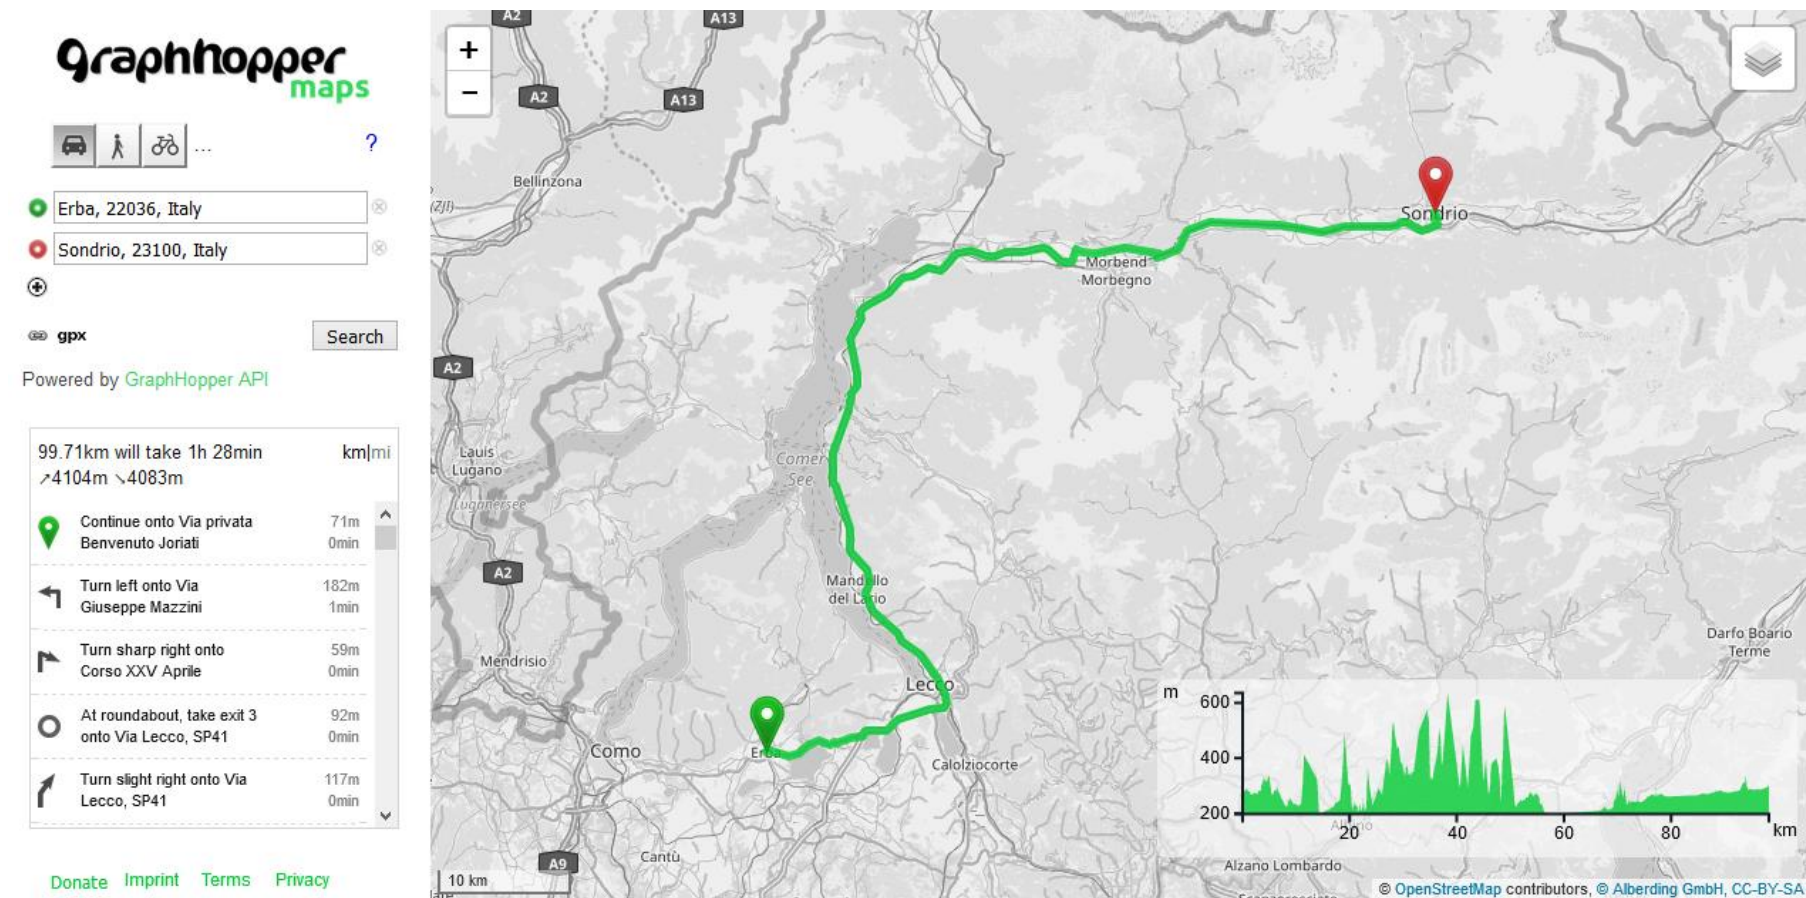 graphhopper
maps
...
?
Erba, 22036, Italy
Sondrio, 23100, Italy
gpx
Search
Powered by GraphHopper API
99.71km will take 1h 28min
km|mi
↗4104m ↘4083m
Continue onto Via privata
Benvenuto Joriati
71m
0min
Turn left onto Via
Giuseppe Mazzini
182m
1min
Turn sharp right onto
Corso XXV Aprile
59m
0min
At roundabout, take exit 3
onto Via Lecco, SP41
92m
0min
Turn slight right onto Via
Lecco, SP41
117m
0min
Donate Imprint Terms Privacy
+
−
A2
A13
A2
A13
Bellinzona
Sondrio
Morbend
Morbegno
A2
Lauis
Lugano
Comer
See
Luganersee
A2
Mandello
del Lario
Mendrisio
Lecco
Darfo Boario
Terme
Como
Erba
Calolziocorte
Cantù
A9
10 km
m
600
400
200
20
40
60
80
km
Alzano Lombardo
© OpenStreetMap contributors, © Alberding GmbH, CC-BY-SA